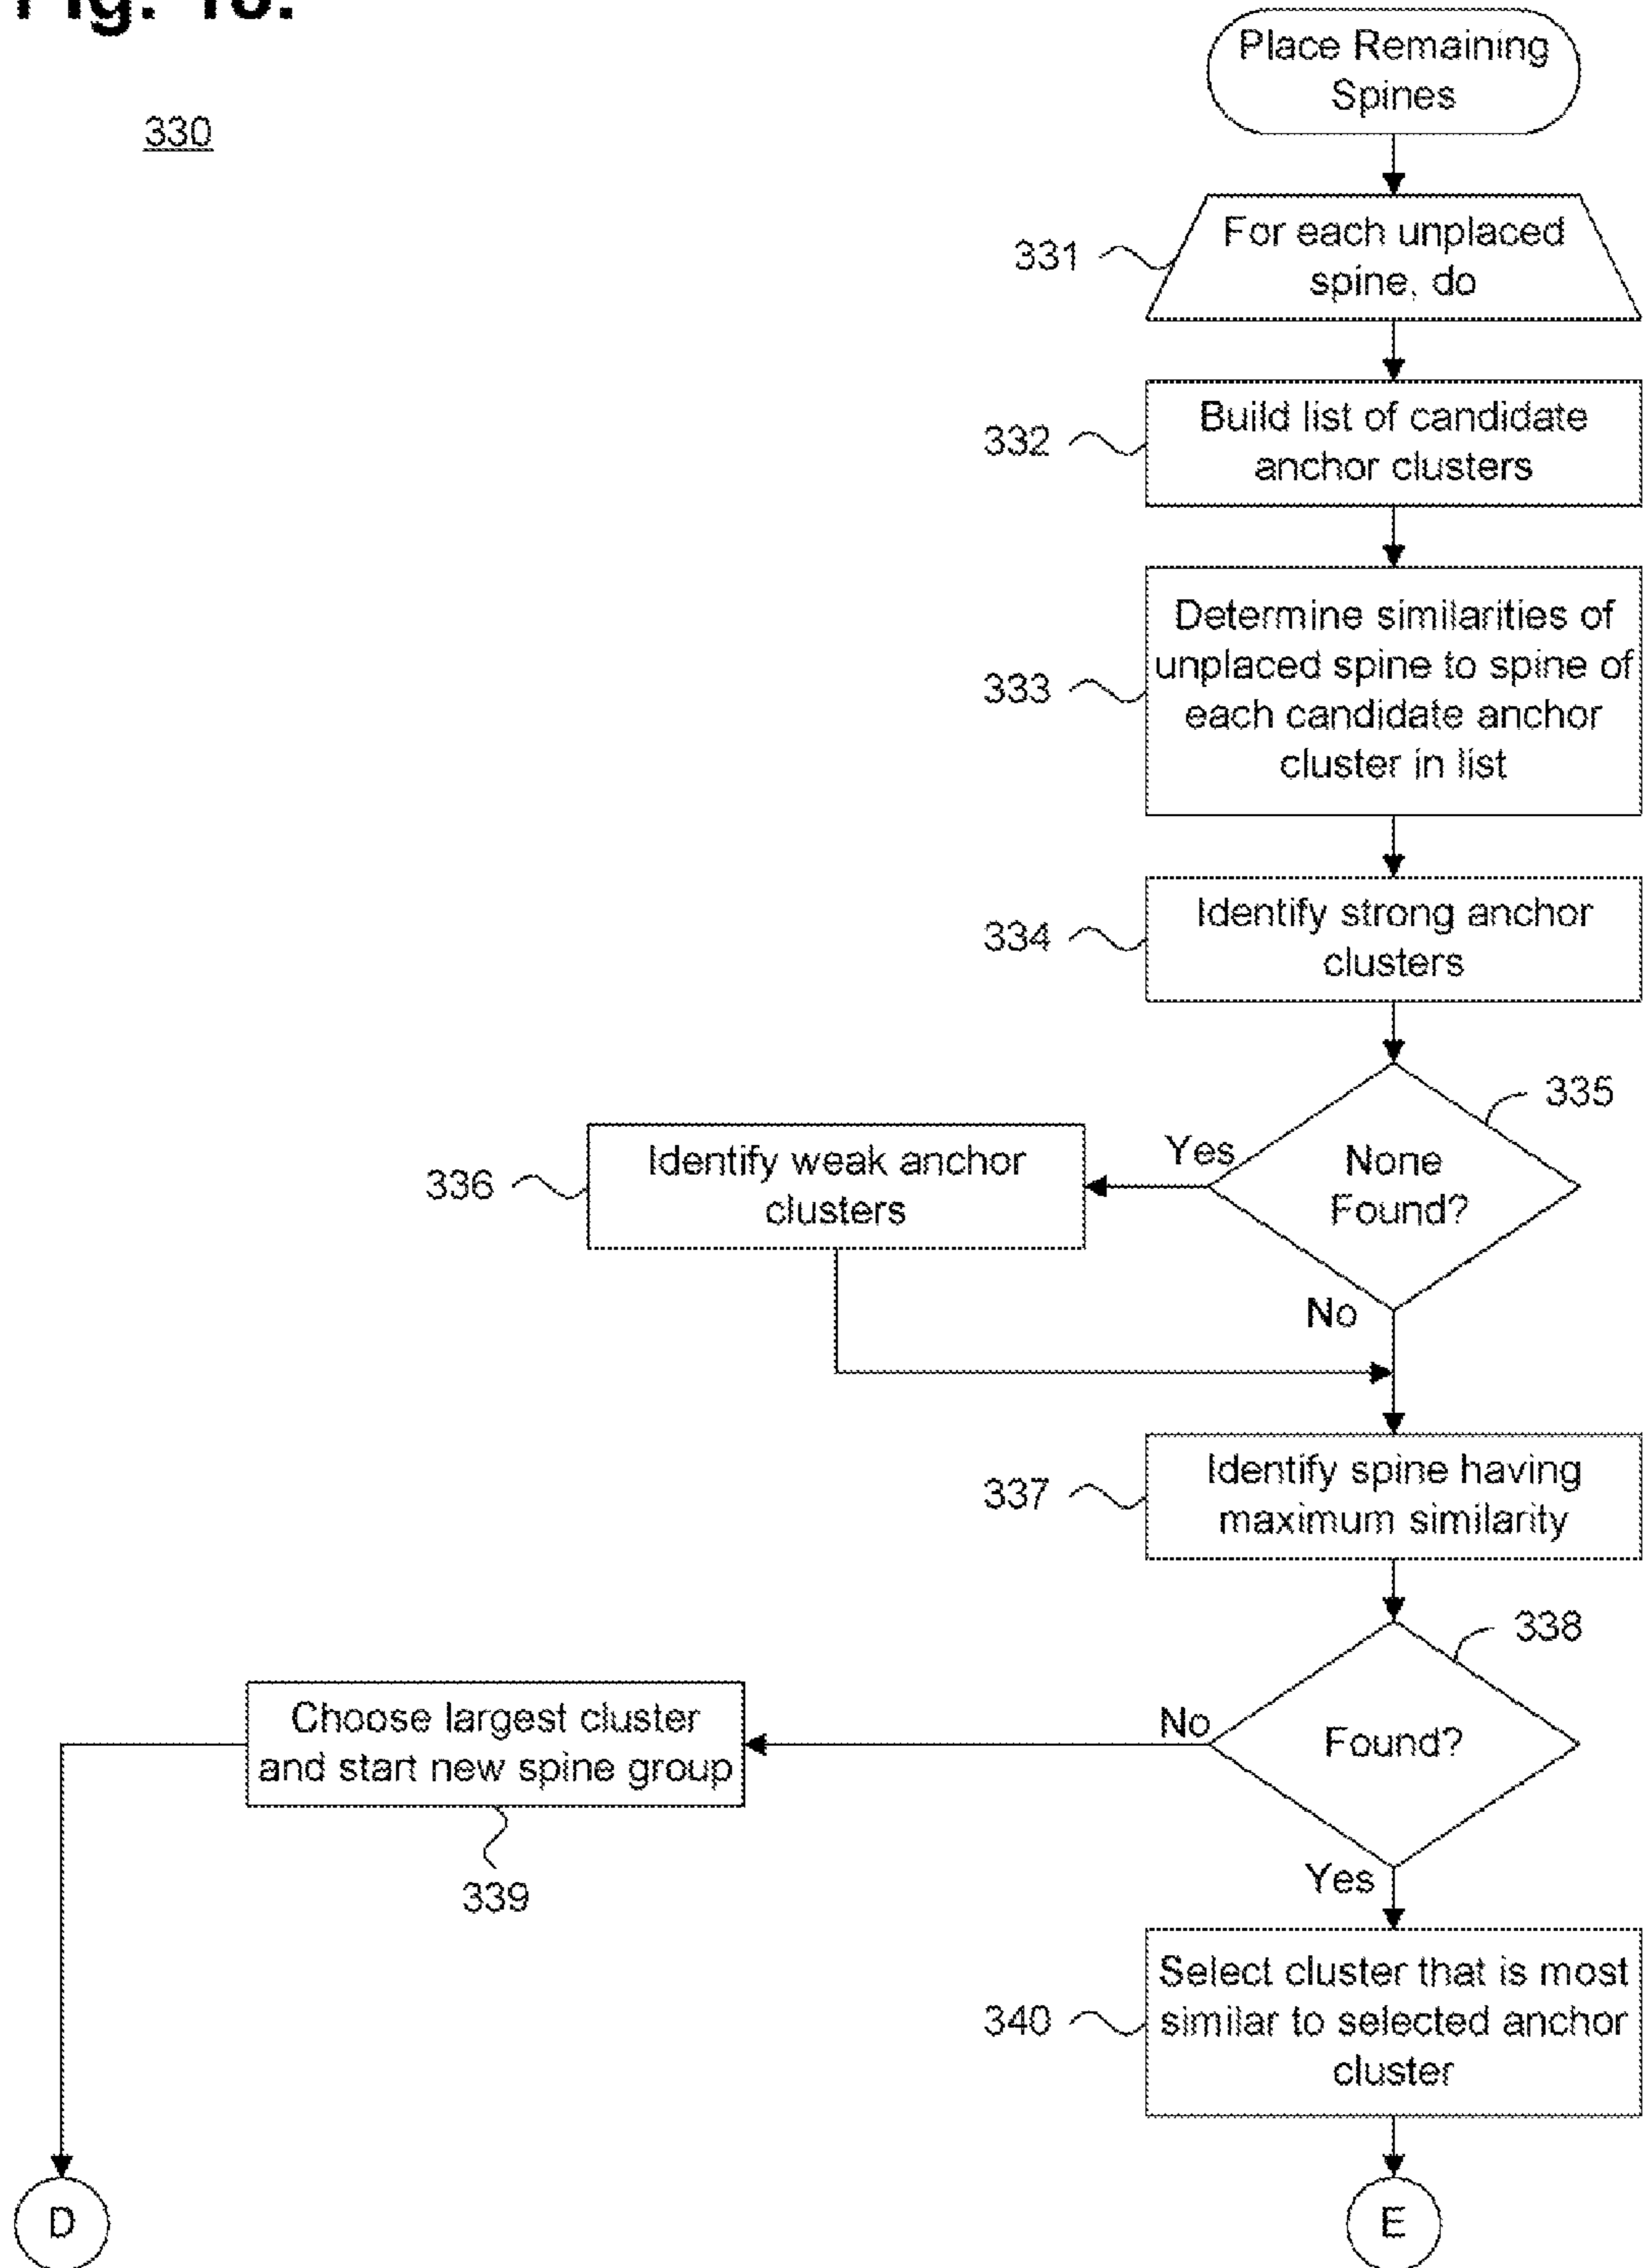 330
Place Remaining
Spines
331
For each unplaced
spine, do
332
Build list of candidate
anchor clusters
333
Determine similarities of
unplaced spine to spine of
each candidate anchor
cluster in list
334
Identify strong anchor
clusters
335
None
Found?
Yes
336
Identify weak anchor
clusters
No
337
Identify spine having
maximum similarity
338
Found?
No
Choose largest cluster
and start new spine group
339
Yes
340
Select cluster that is most
similar to selected anchor
cluster
D
E